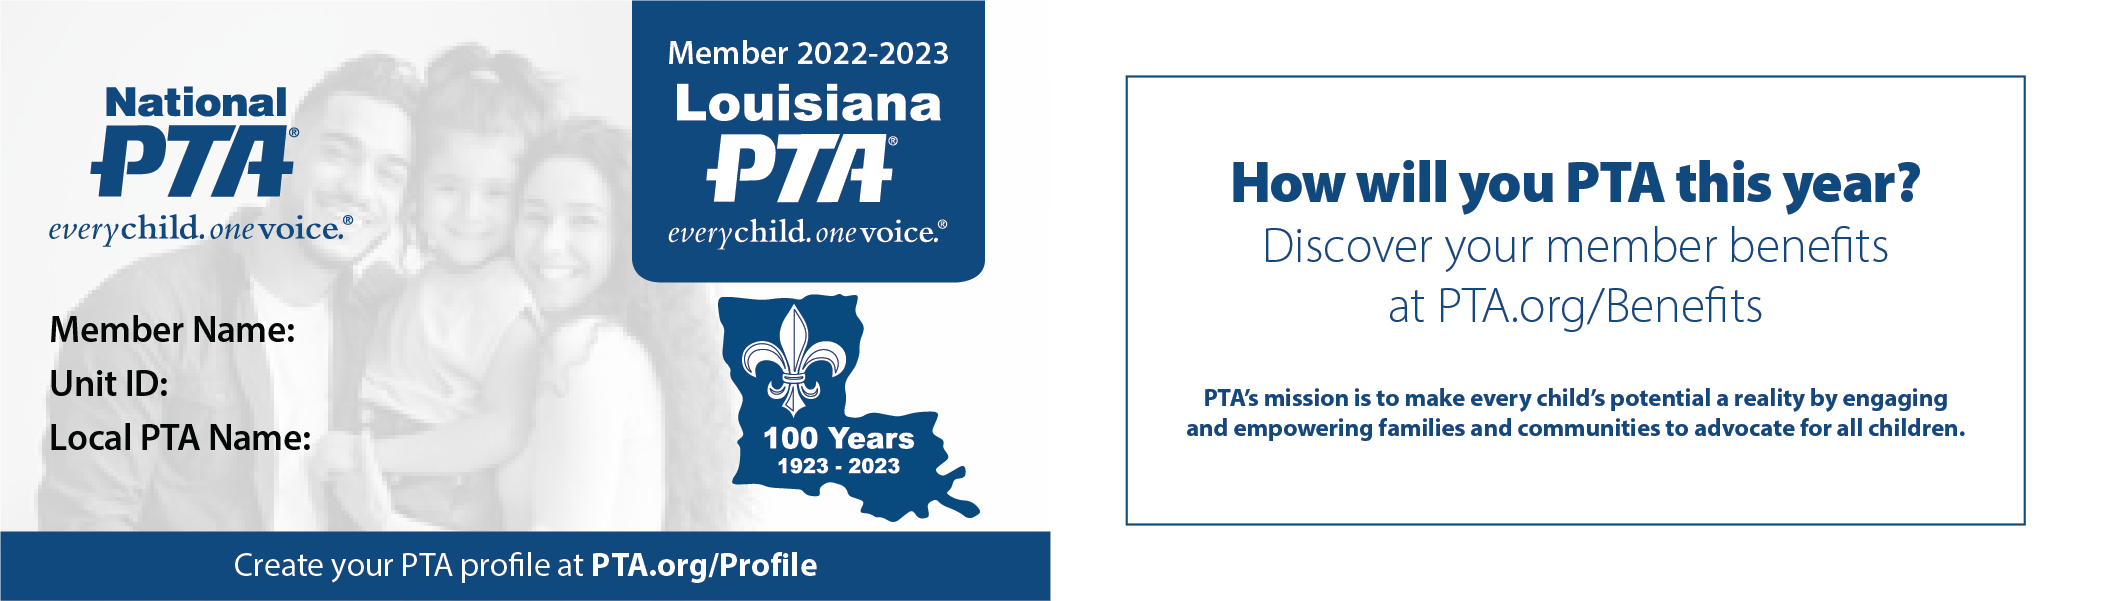 National
PTA®
everychild.onevoice.®
Member 2022-2023
Louisiana
PTA®
everychild.onevoice.®
Member Name:
Unit ID:
Local PTA Name:
100 Years
1923 - 2023
Create your PTA profile at PTA.org/Profile
How will you PTA this year?
Discover your member benefits
at PTA.org/Benefits
PTA’s mission is to make every child’s potential a reality by engaging
and empowering families and communities to advocate for all children.